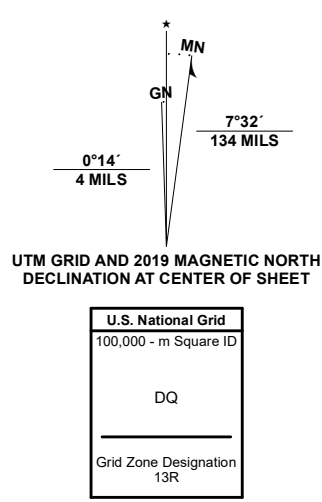 ★
MN
GN
7°32´
134 MILS
0°14´
4 MILS
UTM GRID AND 2019 MAGNETIC NORTH
DECLINATION AT CENTER OF SHEET
U.S. National Grid
100,000 - m Square ID
DQ
Grid Zone Designation
13R